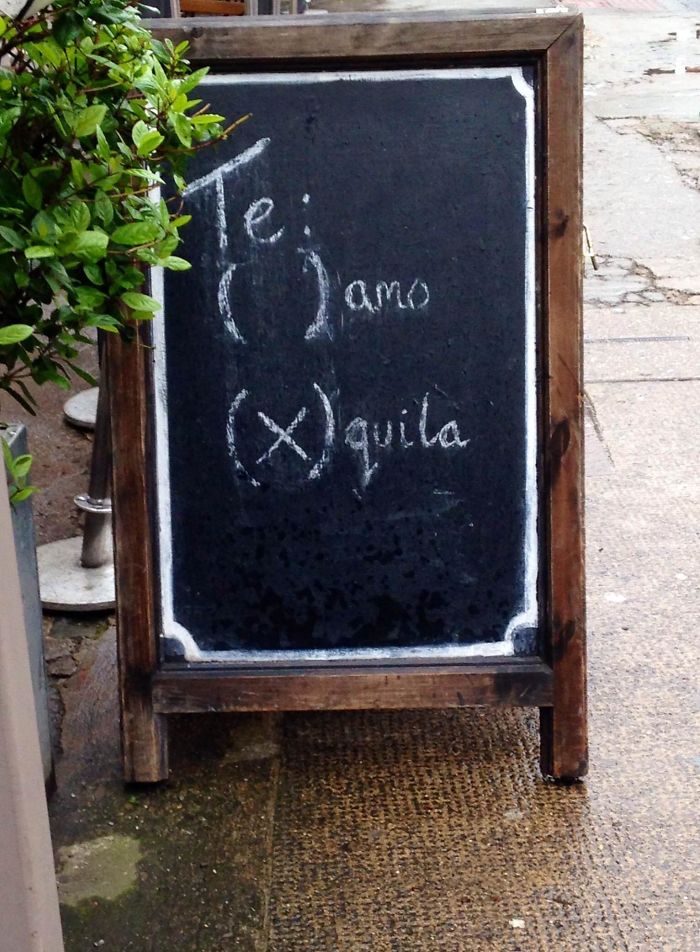 Te:
( ) amo
(x) quila